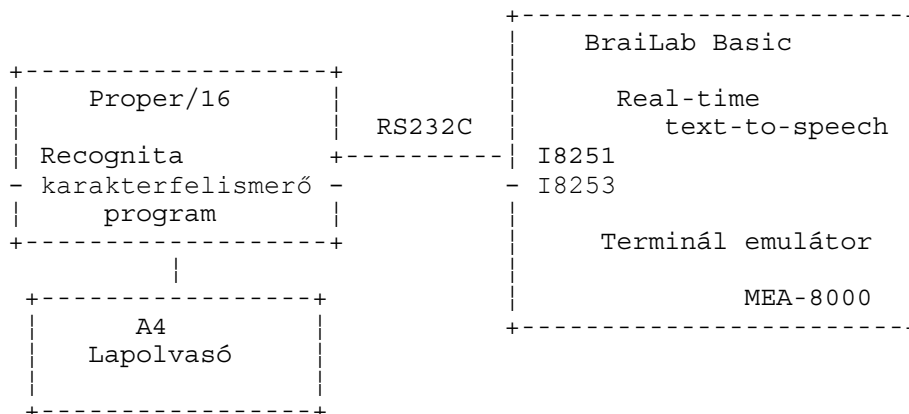 BraiLab Basic
Proper/16
Real-time
text-to-speech
RS232C
Recognita
I8251
karakterfelismerő
I8253
program
Terminál emulátor
MEA-8000
A4
Lapolvasó